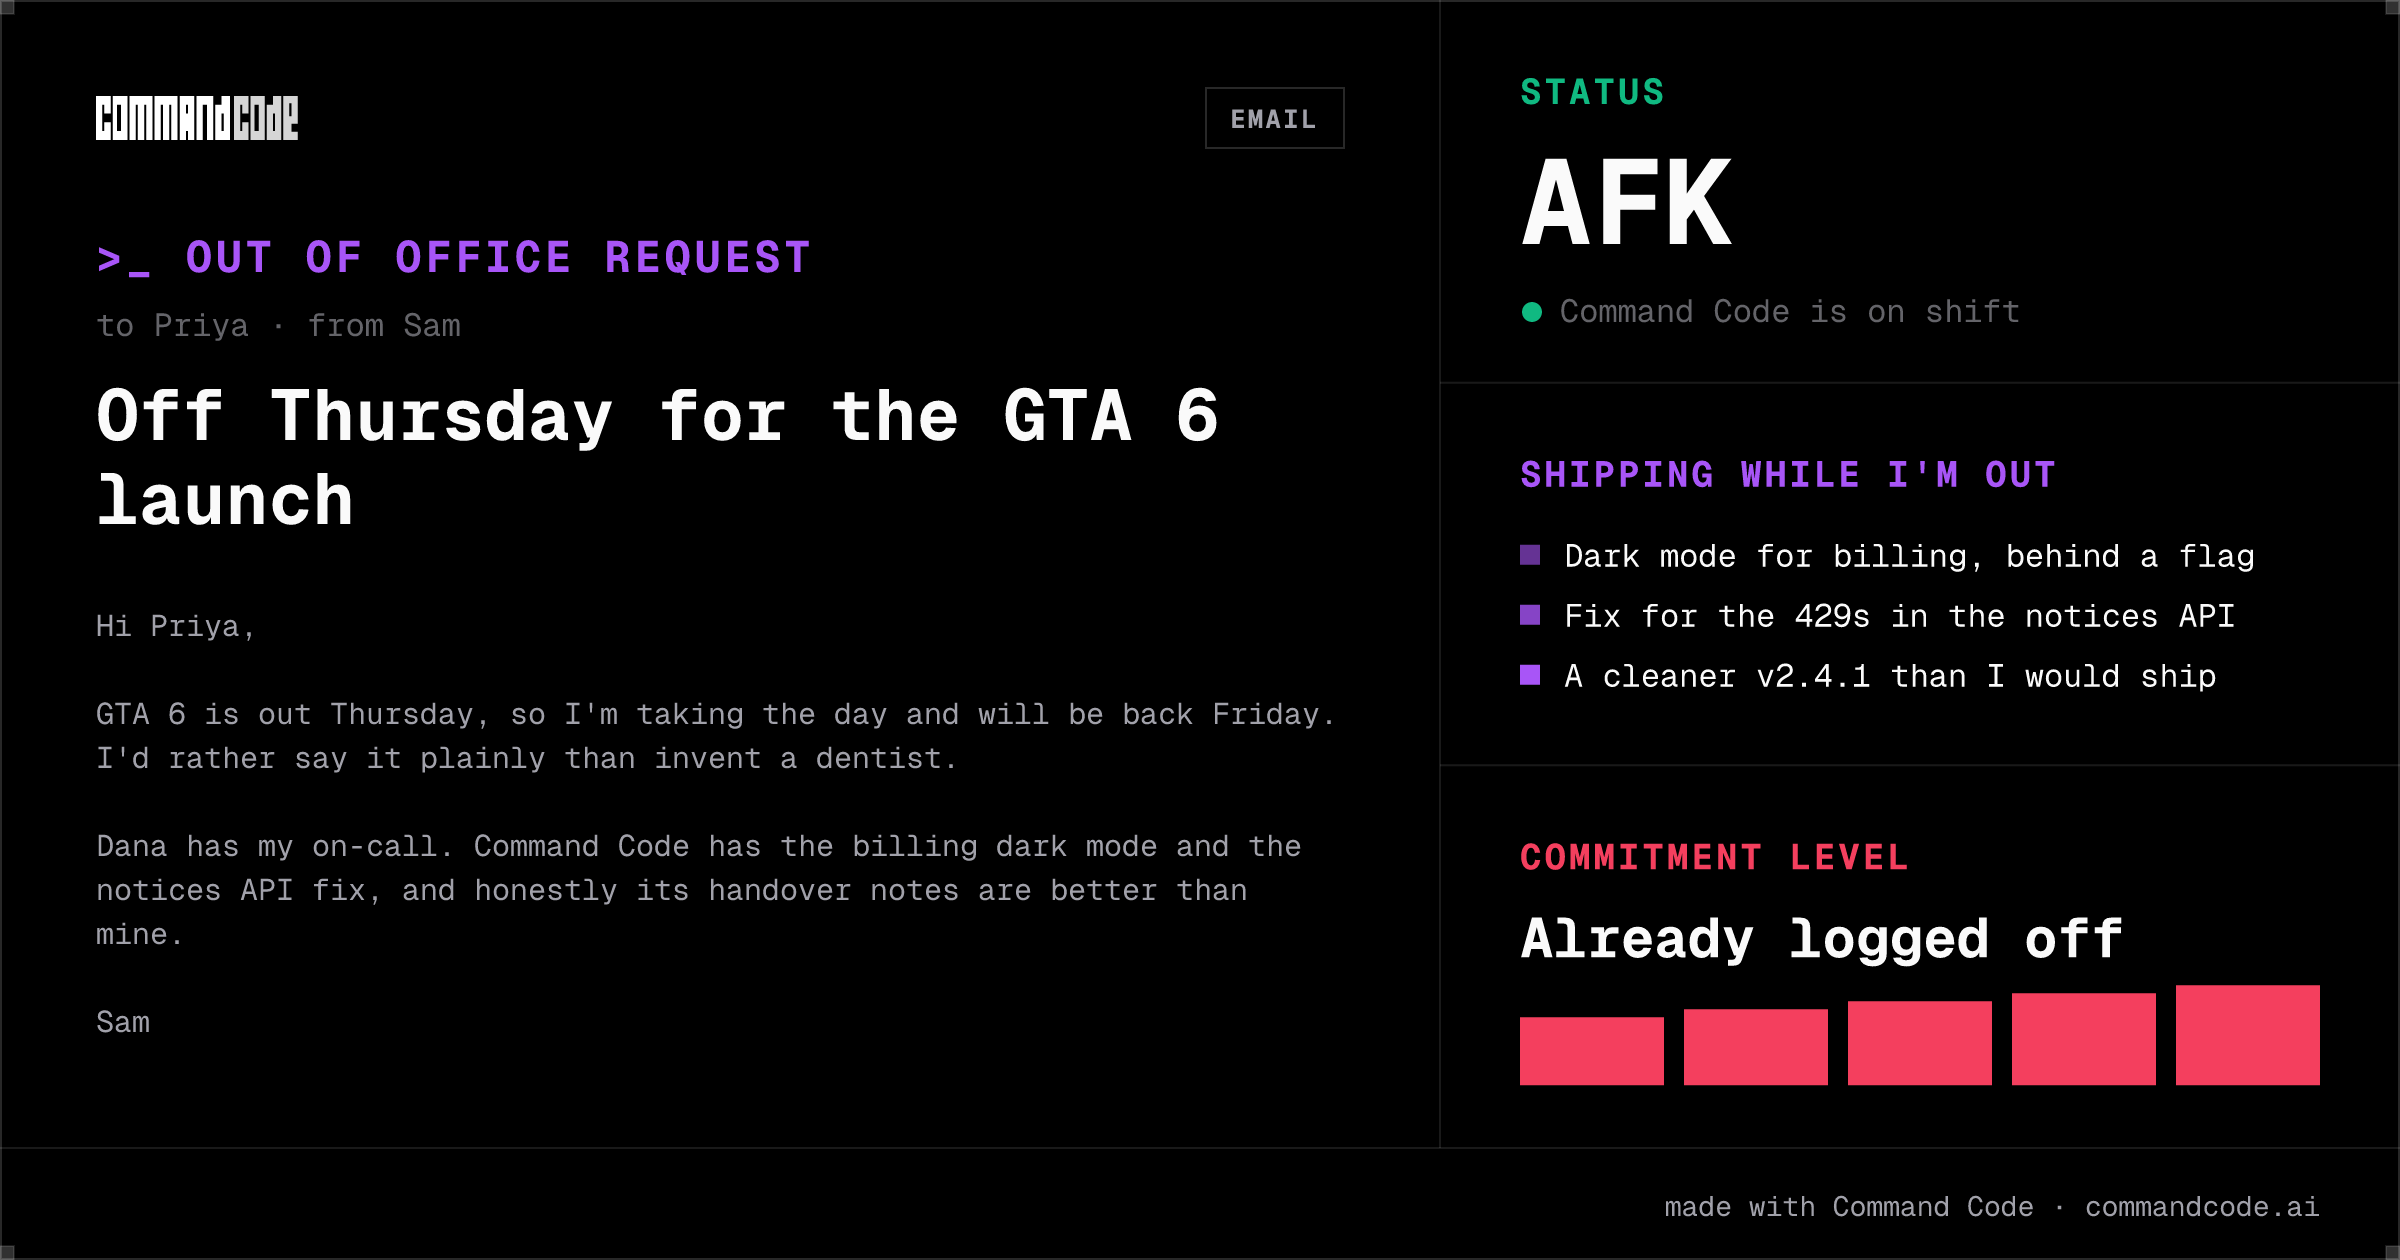 commandcode
EMAIL
>_ OUT OF OFFICE REQUEST
to Priya · from Sam
Off Thursday for the GTA 6
launch
Hi Priya,
GTA 6 is out Thursday, so I'm taking the day and will be back Friday.
I'd rather say it plainly than invent a dentist.
Dana has my on-call. Command Code has the billing dark mode and the
notices API fix, and honestly its handover notes are better than
mine.
Sam
STATUS
AFK
Command Code is on shift
SHIPPING WHILE I'M OUT
Dark mode for billing, behind a flag
Fix for the 429s in the notices API
A cleaner v2.4.1 than I would ship
COMMITMENT LEVEL
Already logged off
made with Command Code · commandcode.ai